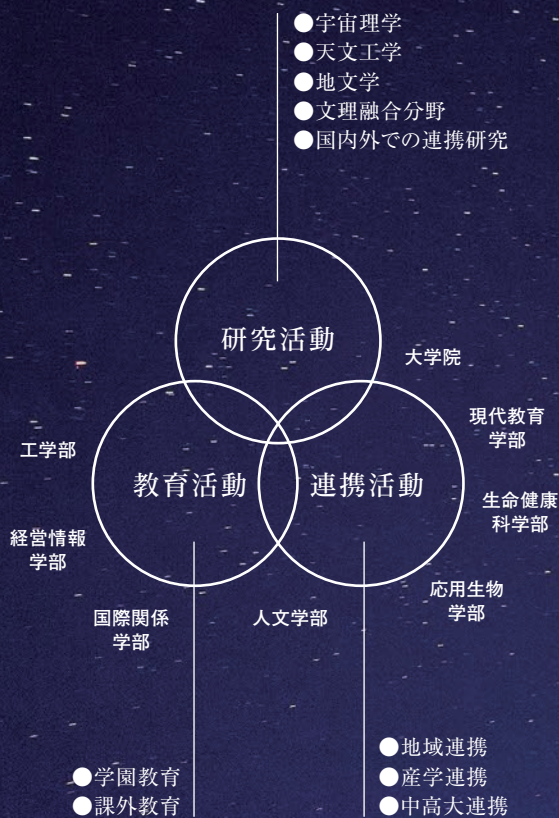 ●宇宙理学
●天文工学
●地文学
●文理融合分野
●国内外での連携研究
研究活動
大学院
現代教育
学部
工学部
教育活動
連携活動
生命健康
科学部
経営情報
学部
応用生物
学部
国際関係
学部
人文学部
●地域連携
●産学連携
●中高大連携
●学園教育
●課外教育